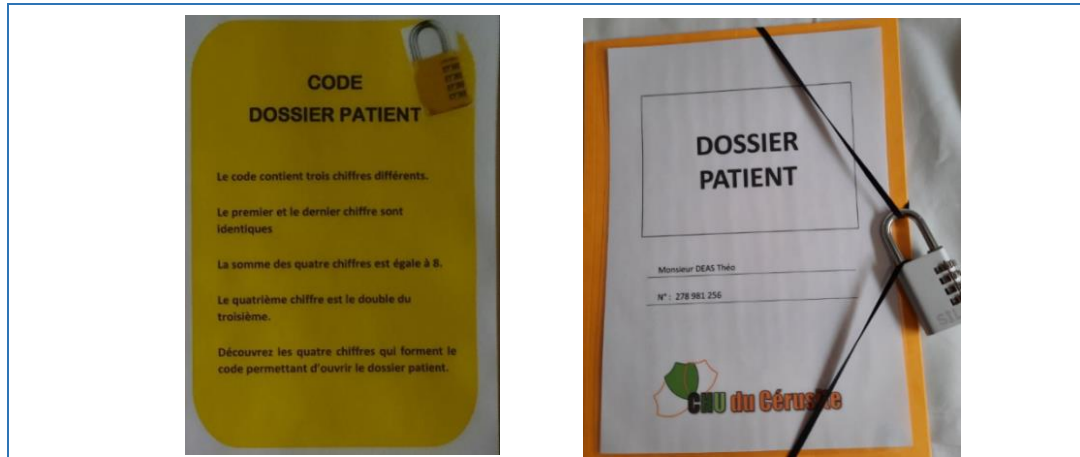 CODE
DOSSIER PATIENT
Le code contient trois chiffres différents.
Le premier et le dernier chiffre sont
identiques
La somme des quatre chiffres est égale à 8.
Le quatrième chiffre est le double du
troisième.
Découvrez les quatre chiffres qui forment le
code permettant d'ouvrir le dossier patient.
DOSSIER
PATIENT
Monsieur DEAS Théo
N° : 278 981 256
CHU du